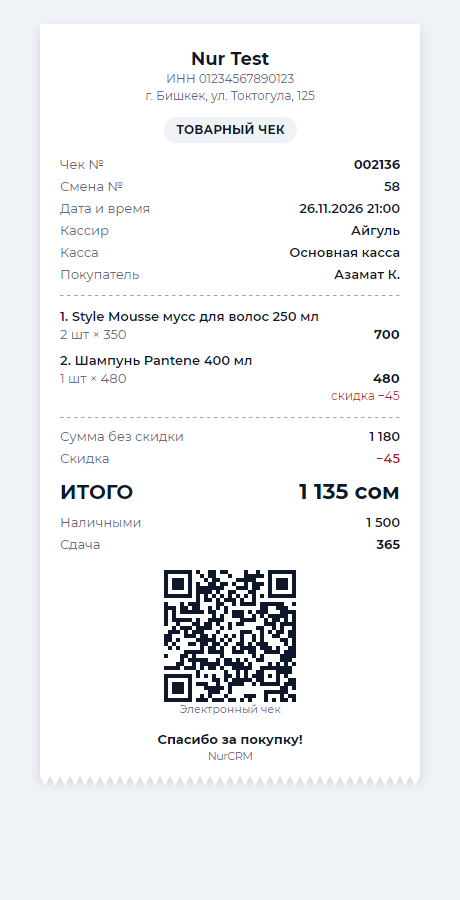 Nur Test
ИНН 01234567890123
г. Бишкек, ул. Токтогула, 125
ТОВАРНЫЙ ЧЕК
Чек № 002136
Смена № 58
Дата и время 26.11.2026 21:00
Кассир Айгуль
Касса Основная касса
Покупатель Азамат К.
1. Style Mousse мусс для волос 250 мл
2 шт × 350 700
2. Шампунь Pantene 400 мл
1 шт × 480 480
скидка −45
Сумма без скидки 1 180
Скидка −45
ИТОГО 1 135 сом
Наличными 1 500
Сдача 365
Электронный чек
Спасибо за покупку!
NurCRM